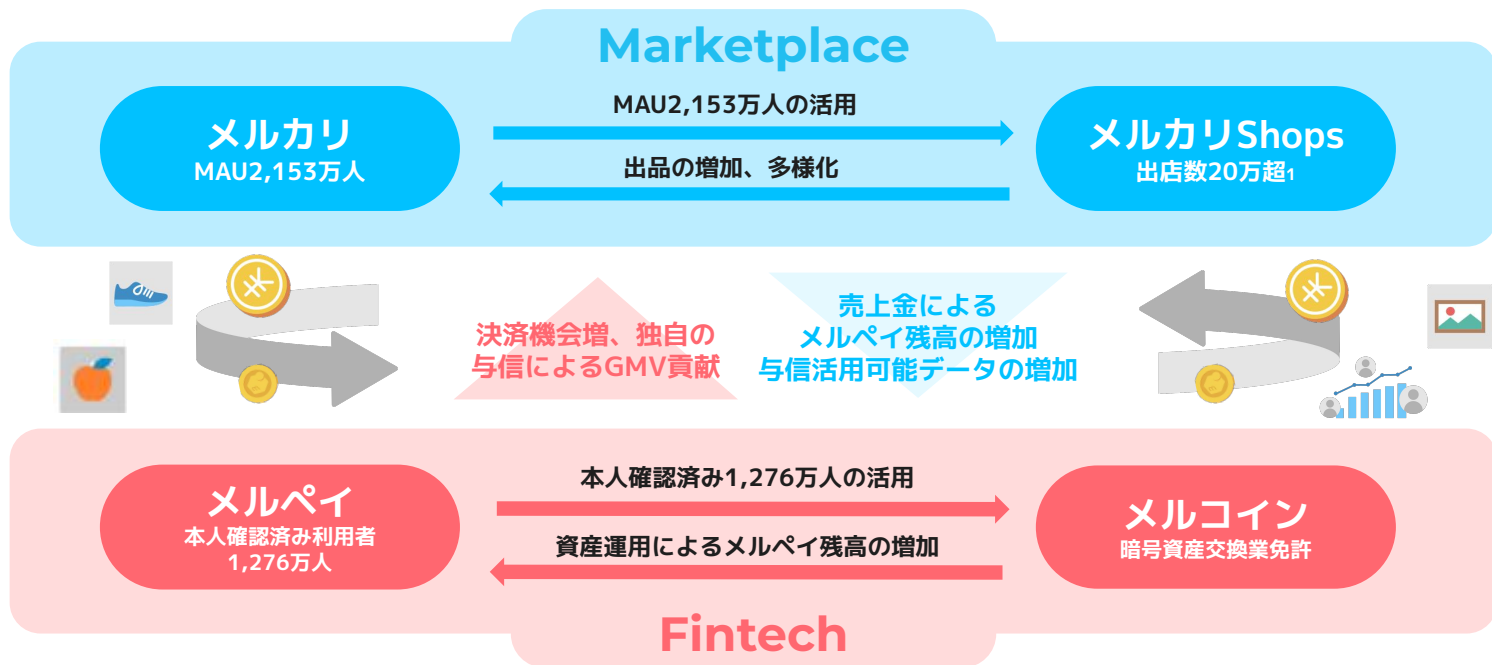 Marketplace
メルカリ
MAU2,153万人
MAU2,153万人の活用
出品の増加、多様化
メルカリShops
出店数20万超1
決済機会増、独自の
与信によるGMV貢献
売上金による
メルペイ残高の増加
与信活用可能データの増加
メルペイ
本人確認済み利用者
1,276万人
本人確認済み1,276万人の活用
資産運用によるメルペイ残高の増加
メルコイン
暗号資産交換業免許
Fintech